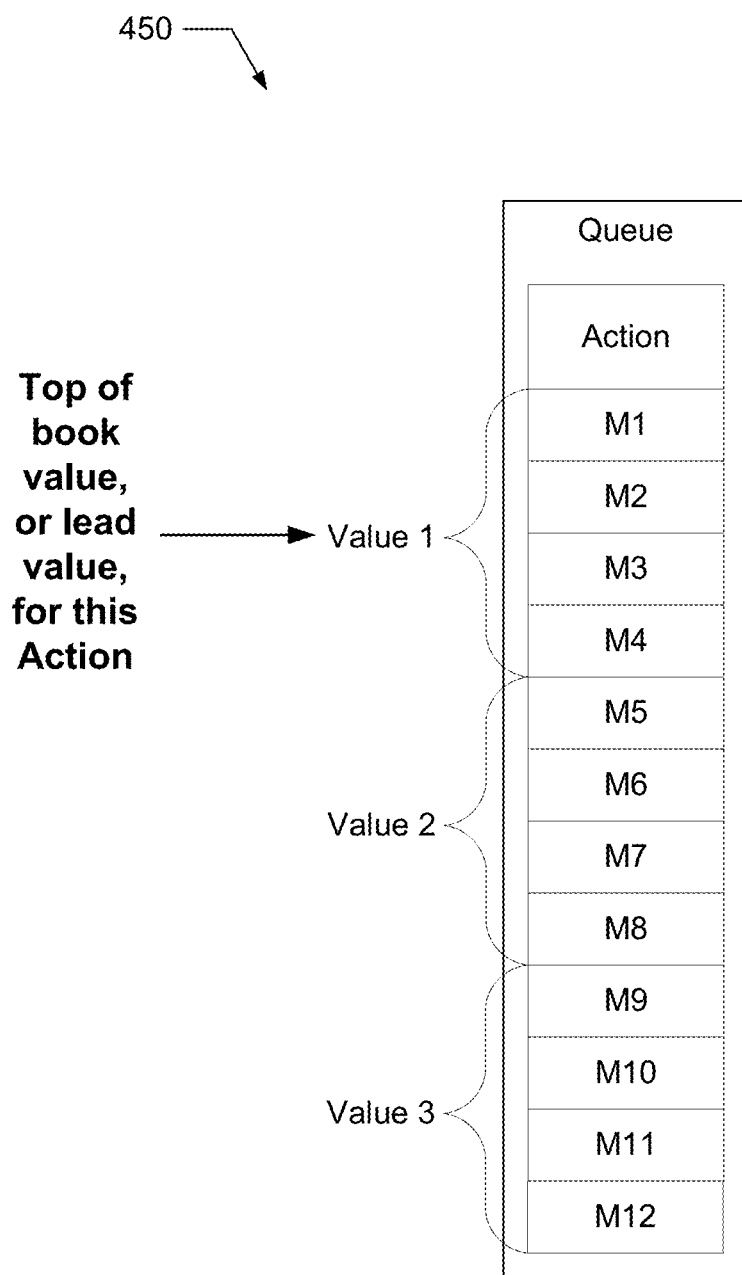 450
Queue
Action
Top of
book
value,
or lead
value,
for this
Action
Value 1
M1
M2
M3
M4
Value 2
M5
M6
M7
M8
Value 3
M9
M10
M11
M12